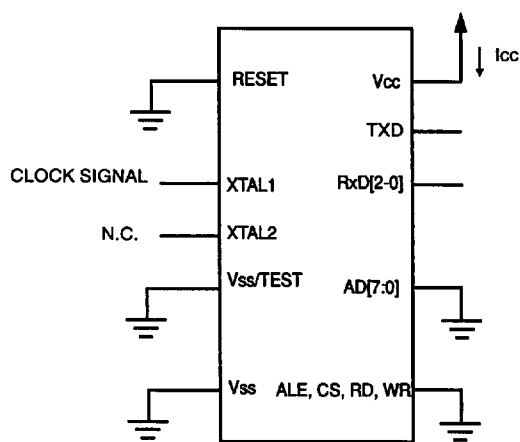 Icc
RESET
Vcc
TXD
CLOCK SIGNAL
XTAL1
RxD[2-0]
N.C.
XTAL2
Vss/TEST
AD[7:0]
Vss
ALE, CS, RD, WR